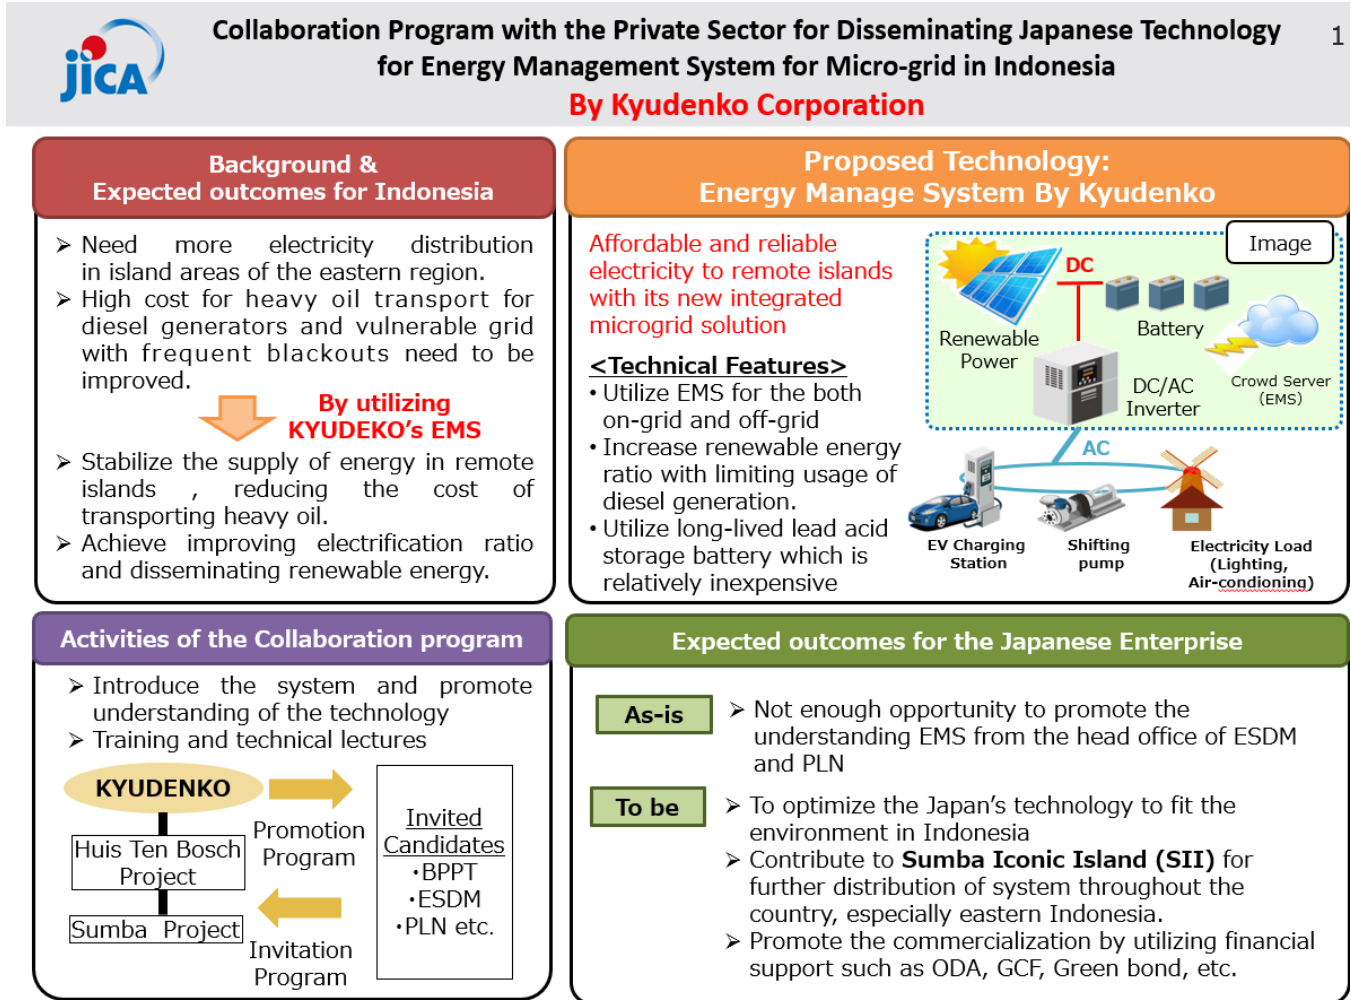 Collaboration Program with the Private Sector for Disseminating Japanese Technology
for Energy Management System for Micro-grid in Indonesia
By Kyudenko Corporation
1
jICA
Background &
Expected outcomes for Indonesia
➢ Need more electricity distribution
in island areas of the eastern region.
➢ High cost for heavy oil transport for
diesel generators and vulnerable grid
with frequent blackouts need to be
improved.
By utilizing
KYUDEKO's EMS
➢ Stabilize the supply of energy in remote
islands , reducing the cost of
transporting heavy oil.
➢ Achieve improving electrification ratio
and disseminating renewable energy.
Proposed Technology:
Energy Manage System By Kyudenko
Affordable and reliable
electricity to remote islands
with its new integrated
microgrid solution
<Technical Features>
・Utilize EMS for the both
on-grid and off-grid
・Increase renewable energy
ratio with limiting usage of
diesel generation.
・Utilize long-lived lead acid
storage battery which is
relatively inexpensive
Image
DC
Renewable
Power
Battery
DC/AC
Inverter
Crowd Server
(EMS)
AC
EV Charging
Station
Shifting
pump
Electricity Load
(Lighting,
Air-condioning)
Activities of the Collaboration program
➢ Introduce the system and promote
understanding of the technology
➢ Training and technical lectures
KYUDENKO
Huis Ten Bosch
Project
Sumba Project
Promotion
Program
Invitation
Program
Invited
Candidates
・BPPT
・ESDM
・PLN etc.
Expected outcomes for the Japanese Enterprise
As-is
➢ Not enough opportunity to promote the
understanding EMS from the head office of ESDM
and PLN
To be
➢ To optimize the Japan's technology to fit the
environment in Indonesia
➢ Contribute to Sumba Iconic Island (SII) for
further distribution of system throughout the
country, especially eastern Indonesia.
➢ Promote the commercialization by utilizing financial
support such as ODA, GCF, Green bond, etc.